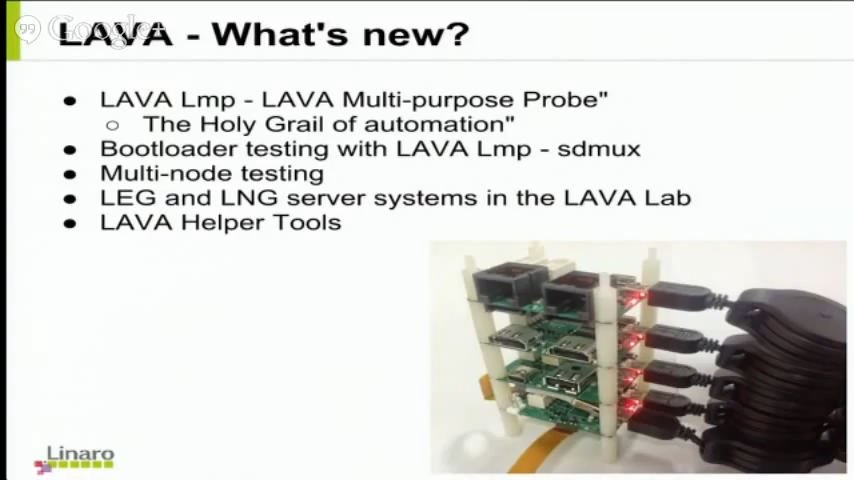 Google+
LAVA - What's new?
● LAVA Lmp - LAVA Multi-purpose Probe"
○ The Holy Grail of automation"
● Bootloader testing with LAVA Lmp - sdmux
● Multi-node testing
● LEG and LNG server systems in the LAVA Lab
● LAVA Helper Tools
Linaro